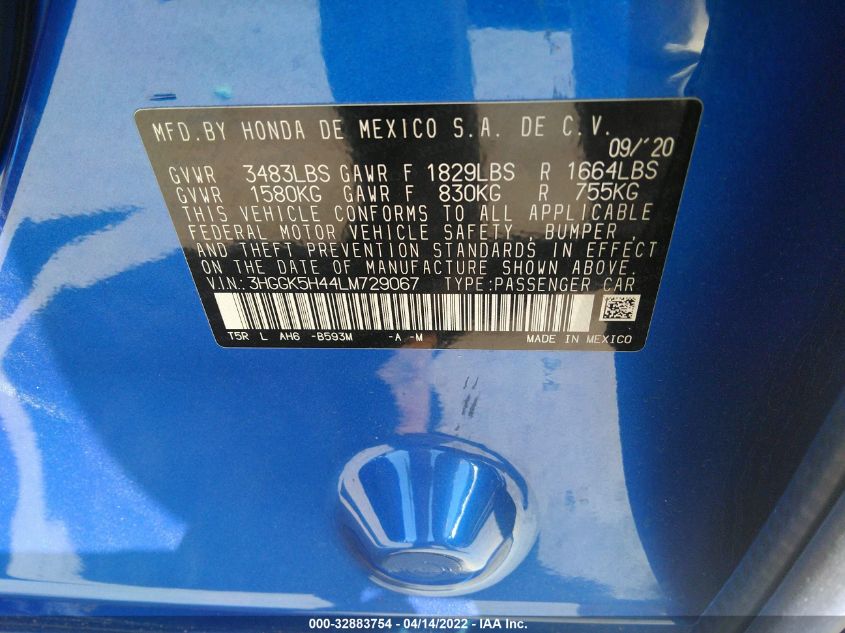 MFD.BY HONDA DE MEXICO S.A. DE C.V.
09/'20
GVWR 3483LBS GAWR F 1829LBS R 1664LBS
GVWR 1580KG GAWR F 830KG R 755KG
THIS VEHICLE CONFORMS TO ALL APPLICABLE
FEDERAL MOTOR VEHICLE SAFETY, BUMPER,
AND THEFT PREVENTION STANDARDS IN EFFECT
ON THE DATE OF MANUFACTURE SHOWN ABOVE.
V.I.N.: 3HGGK5H44LM729067 TYPE:PASSENGER CAR
T5R L AH6 -B593M -A -M MADE IN MEXICO
000-32883754 - 04/14/2022 - IAA Inc.